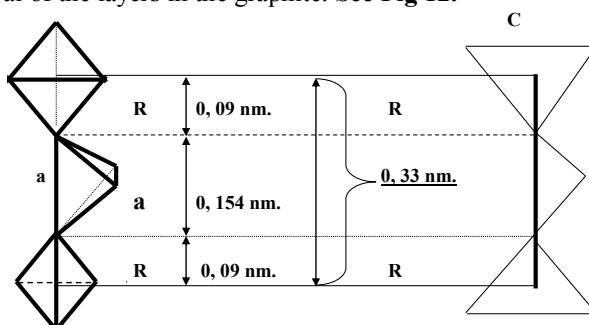 ar of the layers in the graphite. See Fig 12.
C
R 0, 09 nm. R
a a 0, 154 nm. 0, 33 nm.
R 0, 09 nm. R